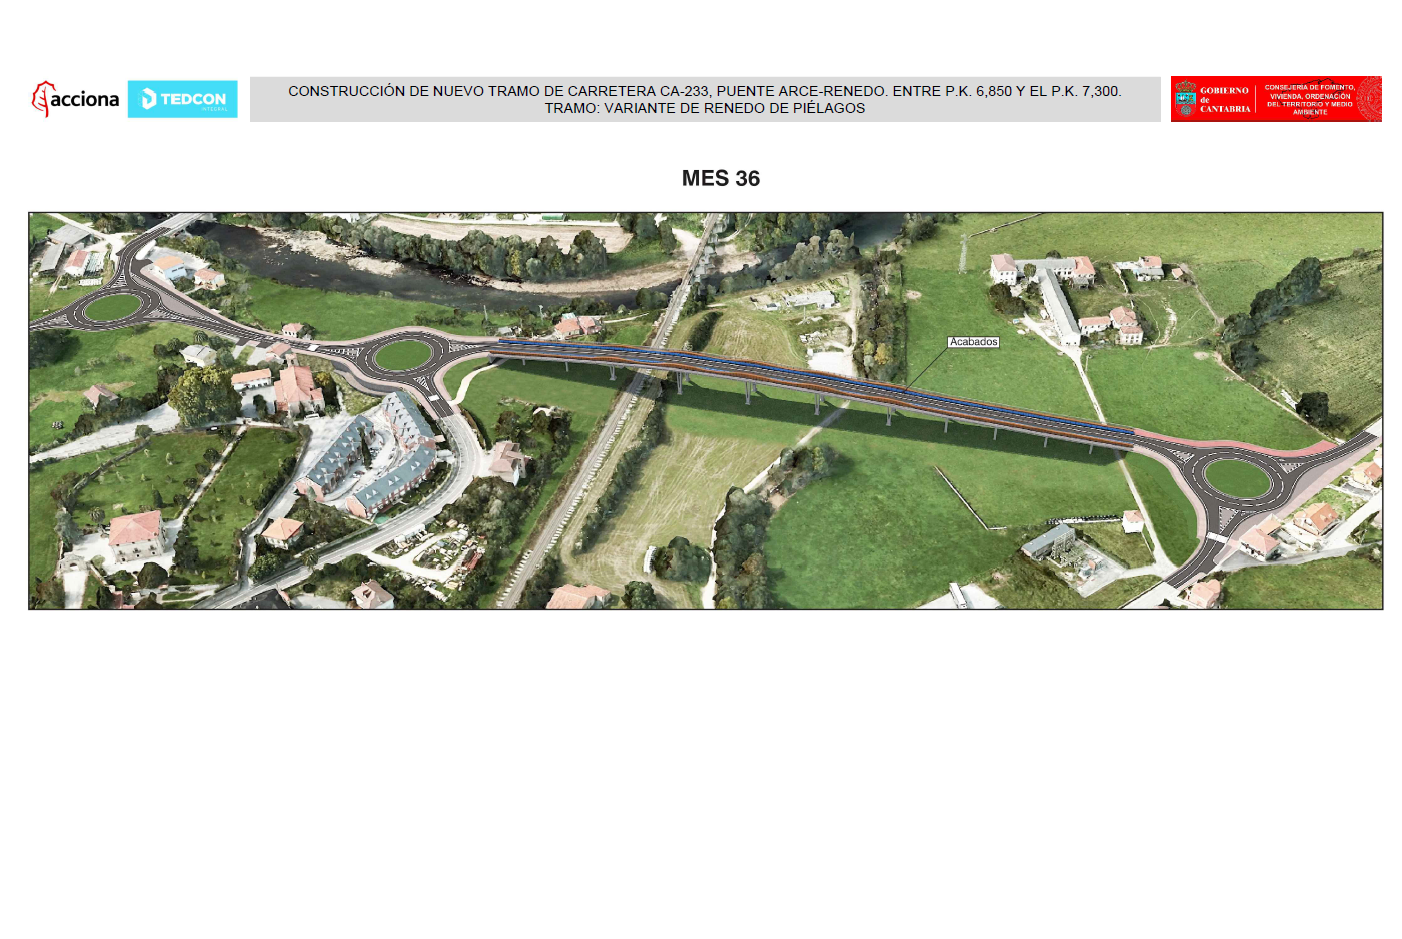 acciona
TEDCON
INTEGRAL
CONSTRUCCIÓN DE NUEVO TRAMO DE CARRETERA CA-233, PUENTE ARCE-RENEDO. ENTRE P.K. 6,850 Y EL P.K. 7,300.
TRAMO: VARIANTE DE RENEDO DE PIÉLAGOS
GOBIERNO
de
CANTABRIA
CONSEJERÍA DE FOMENTO,
VIVIENDA, ORDENACIÓN
DEL TERRITORIO Y MEDIO
AMBIENTE
MES 36
Acabados